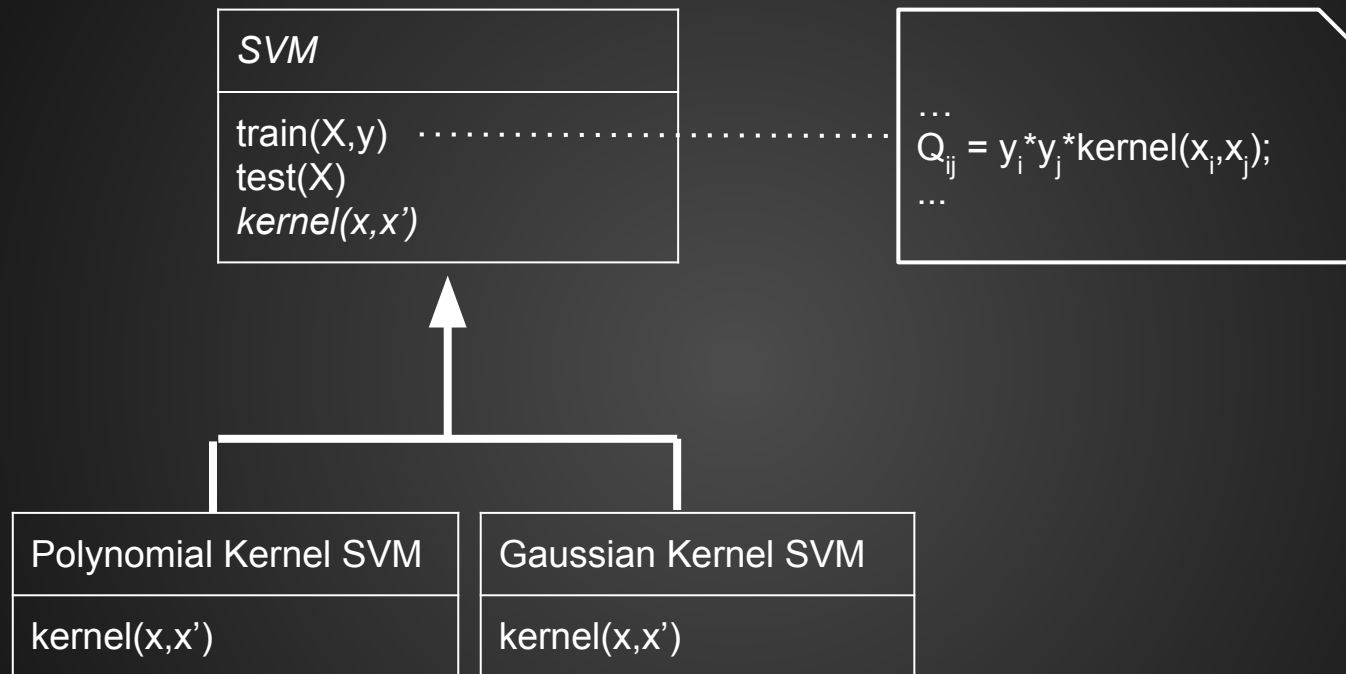 SVM
train(X,y)
test(X)
kernel(x,x’)
…
Qij = yi*yj*kernel(xi,xj);
...
Polynomial Kernel SVM
kernel(x,x’)
Gaussian Kernel SVM
kernel(x,x’)